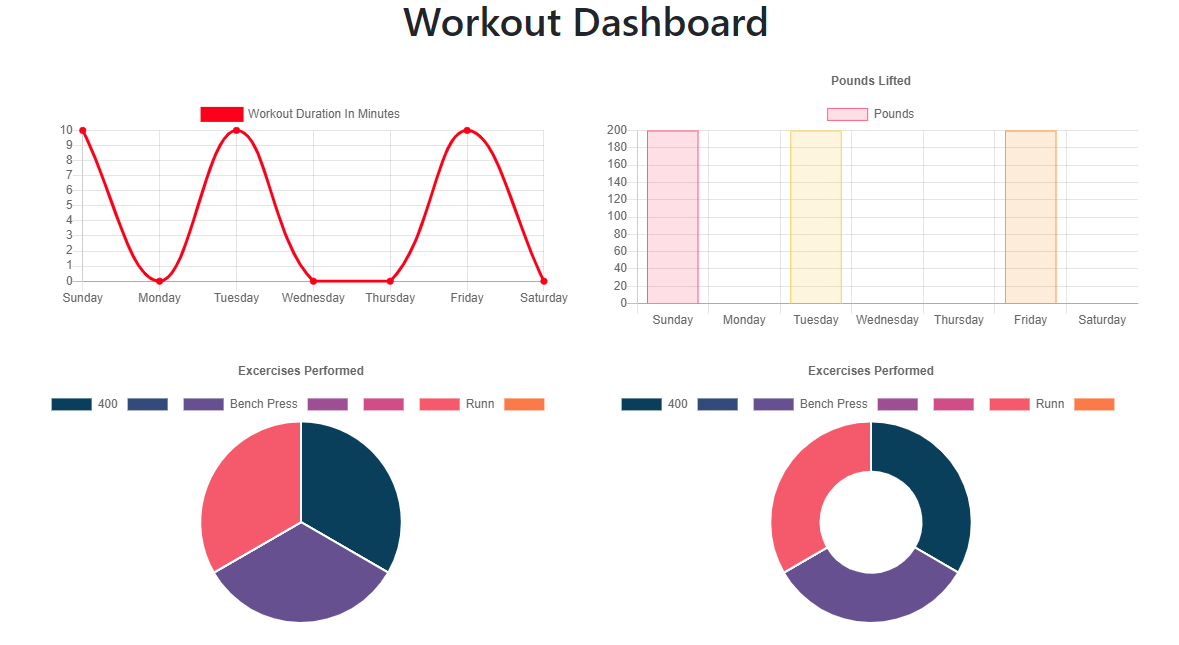 Workout Dashboard
Workout Duration In Minutes
10
9
8
7
6
5
4
3
2
1
0
Sunday Monday Tuesday Wednesday Thursday Friday Saturday
Pounds Lifted
Pounds
200
180
160
140
120
100
80
60
40
20
0
Sunday Monday Tuesday Wednesday Thursday Friday Saturday
Excercises Performed
400 Bench Press Runn
Excercises Performed
400 Bench Press Runn